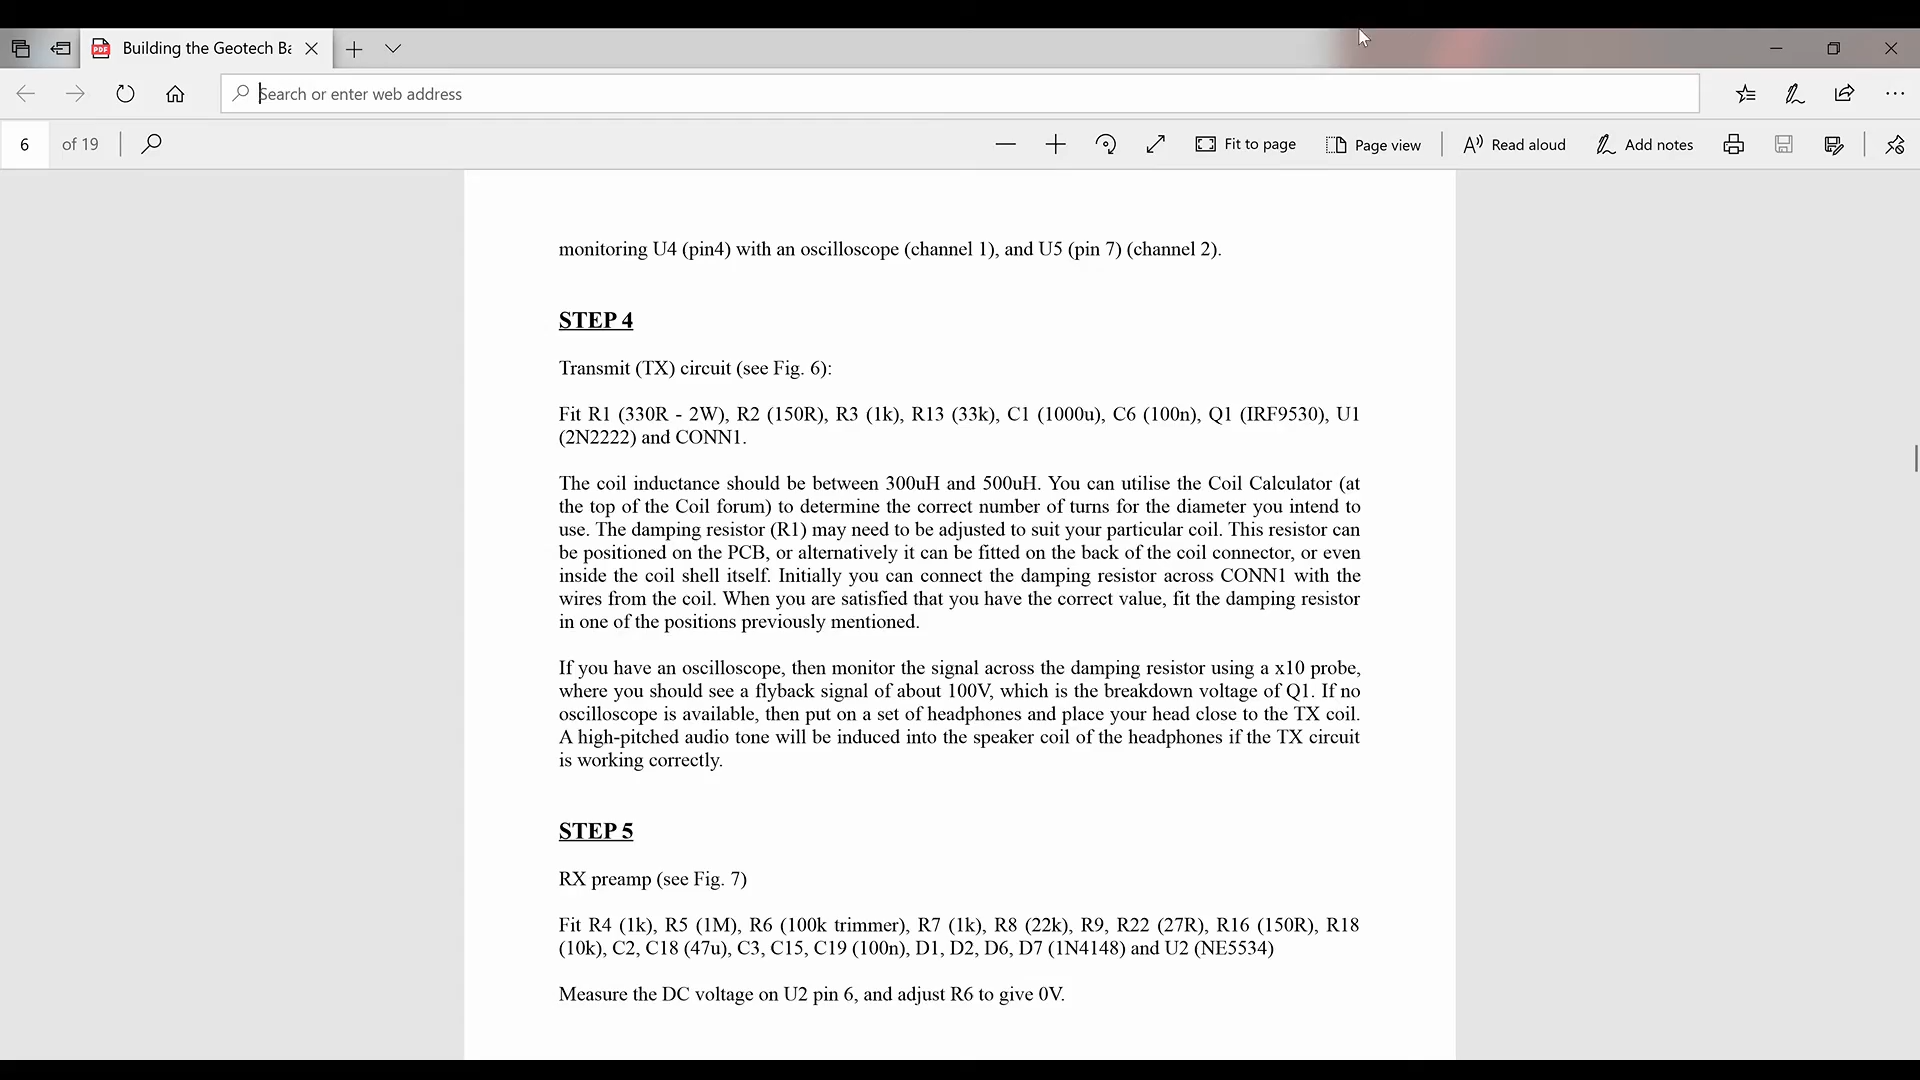 Building the Geotech Ba
Search or enter web address
6 of 19
Fit to page
Page view
Read aloud
Add notes
monitoring U4 (pin4) with an oscilloscope (channel 1), and U5 (pin 7) (channel 2).
STEP 4
Transmit (TX) circuit (see Fig. 6):
Fit R1 (330R - 2W), R2 (150R), R3 (1k), R13 (33k), C1 (1000u), C6 (100n), Q1 (IRF9530), U1
(2N2222) and CONN1.
The coil inductance should be between 300uH and 500uH. You can utilise the Coil Calculator (at
the top of the Coil forum) to determine the correct number of turns for the diameter you intend to
use. The damping resistor (R1) may need to be adjusted to suit your particular coil. This resistor can
be positioned on the PCB, or alternatively it can be fitted on the back of the coil connector, or even
inside the coil shell itself. Initially you can connect the damping resistor across CONN1 with the
wires from the coil. When you are satisfied that you have the correct value, fit the damping resistor
in one of the positions previously mentioned.
If you have an oscilloscope, then monitor the signal across the damping resistor using a x10 probe,
where you should see a flyback signal of about 100V, which is the breakdown voltage of Q1. If no
oscilloscope is available, then put on a set of headphones and place your head close to the TX coil.
A high-pitched audio tone will be induced into the speaker coil of the headphones if the TX circuit
is working correctly.
STEP 5
RX preamp (see Fig. 7)
Fit R4 (1k), R5 (1M), R6 (100k trimmer), R7 (1k), R8 (22k), R9, R22 (27R), R16 (150R), R18
(10k), C2, C18 (47u), C3, C15, C19 (100n), D1, D2, D6, D7 (1N4148) and U2 (NE5534)
Measure the DC voltage on U2 pin 6, and adjust R6 to give 0V.